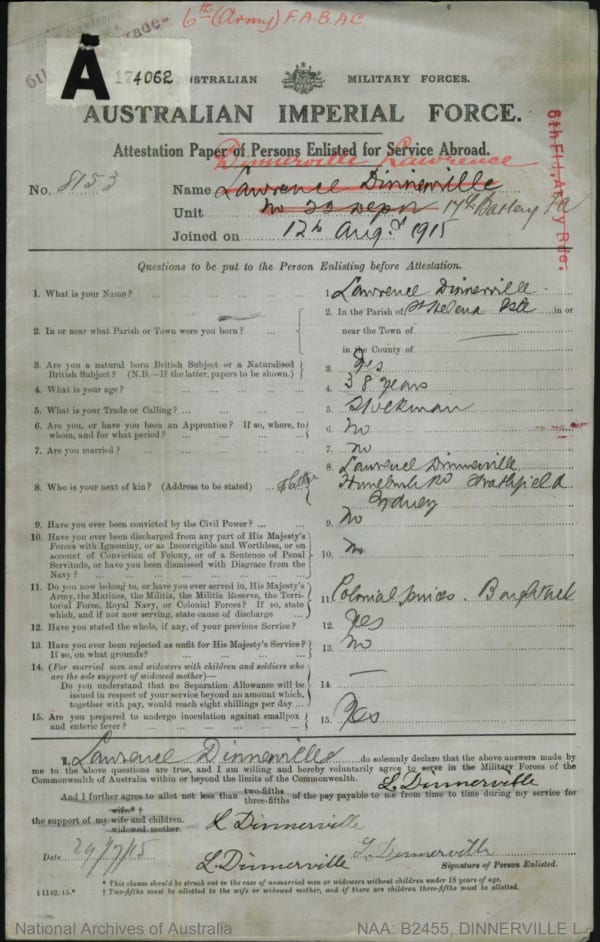 6th (Army) F.A.B. A.C.
A
174062
AUSTRALIAN MILITARY FORCES.
AUSTRALIAN IMPERIAL FORCE.
Attestation Paper of Persons Enlisted for Service Abroad.
Dinnerville Lawrence
No. 8153 Name Lawrence Dinnerville
Unit 17th Battery FA
Joined on 12th Augst 1915
6th Fld. Arty Bde.
Questions to be put to the Person Enlisting before Attestation.
1. What is your Name? 1. Lawrence Dinnerville
2. In or near what Parish or Town were you born? 2. In the Parish of St Helena Isle in or
near the Town of
in the County of
3. Are you a natural born British Subject or a Naturalised
British Subject? (N.B.—If the latter, papers to be shown.) 3. Yes
4. What is your age? 4. 38 years
5. What is your Trade or Calling? 5. Stockman
6. Are you, or have you been an Apprentice? If so, where, to
whom, and for what period? 6. No
7. Are you married? 7. No
8. Who is your next of kin? (Address to be stated) father 8. Lawrence Dinnerville
Homebush Rd Strathfield
Sydney
9. Have you ever been convicted by the Civil Power? 9. No
10. Have you ever been discharged from any part of His Majesty's
Forces with Ignominy, or as Incorrigible and Worthless, or on
account of Conviction of Felony, or of a Sentence of Penal
Servitude, or have you been dismissed with Disgrace from the
Navy? 10. No
11. Do you now belong to, or have you ever served in, His Majesty's
Army, the Marines, the Militia, the Militia Reserve, the Territorial
Force, Royal Navy, or Colonial Forces? If so, state
which, and if not now serving, state cause of discharge 11. Colonial
12. Have you stated the whole, if any, of your previous Service? 12. Yes
13. Have you ever been rejected as unfit for His Majesty's Service?
If so, on what grounds? 13. No
14. (For married men and widowers with children and soldiers who
are the sole support of widowed mother)—
Do you understand that no Separation Allowance will be
issued in respect of your service beyond an amount which,
together with pay, would reach eight shillings per day 14. —
15. Are you prepared to undergo inoculation against smallpox
and enteric fever? 15. Yes
I, Lawrence Dinnerville do solemnly declare that the above answers made by
me to the above questions are true, and I am willing and hereby voluntarily agree to serve in the Military Forces of the
Commonwealth of Australia within or beyond the limits of the Commonwealth.
L. Dinnerville
And I further agree to allot not less than two-fifths three-fifths of the pay payable to me from time to time during my service for
the support of my wife*† wife and children. widowed mother. L Dinnerville
Date 29/7/15 L. Dinnerville
Signature of Person Enlisted.
§ 1142/15.* * This clause should be struck out in the case of unmarried men or widowers without children under 18 years of age.
† Two-fifths must be allotted to the wife or widowed mother, and if there are children three-fifths must be allotted.
National Archives of Australia NAA: B2455, DINNERVILLE L